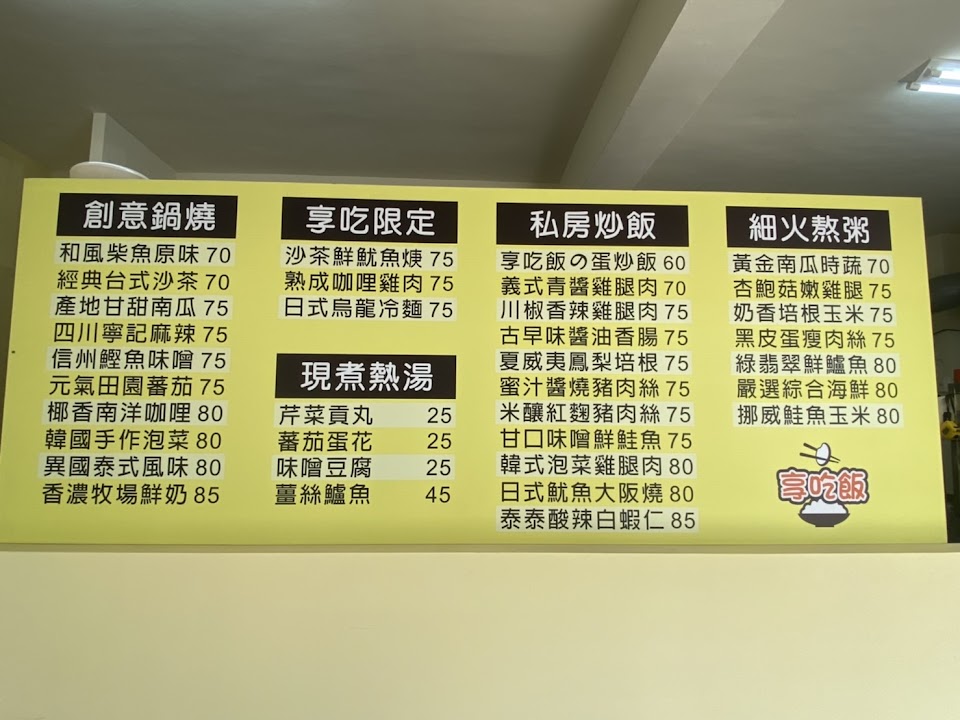 創意鍋燒
和風柴魚原味 70
經典台式沙茶 70
產地甘甜南瓜 75
四川寧記麻辣 75
信州鰹魚味噌 75
元氣田園蕃茄 75
椰香南洋咖哩 80
韓國手作泡菜 80
異國泰式風味 80
香濃牧場鮮奶 85
享吃限定
沙茶鮮魷魚焿 75
熟成咖哩雞肉 75
日式烏龍冷麵 75
現煮熱湯
芹菜貢丸 25
蕃茄蛋花 25
味噌豆腐 25
薑絲鱸魚 45
私房炒飯
享吃飯の蛋炒飯 60
義式青醬雞腿肉 70
川椒香辣雞腿肉 75
古早味醬油香腸 75
夏威夷鳳梨培根 75
蜜汁醬燒豬肉絲 75
米釀紅麴豬肉絲 75
甘口味噌鮮鮭魚 75
韓式泡菜雞腿肉 80
日式魷魚大阪燒 80
泰泰酸辣白蝦仁 85
細火熬粥
黃金南瓜時蔬 70
杏鮑菇嫩雞腿 75
奶香培根玉米 75
黑皮蛋瘦肉絲 75
綠翡翠鮮鱸魚 80
嚴選綜合海鮮 80
挪威鮭魚玉米 80
享吃飯